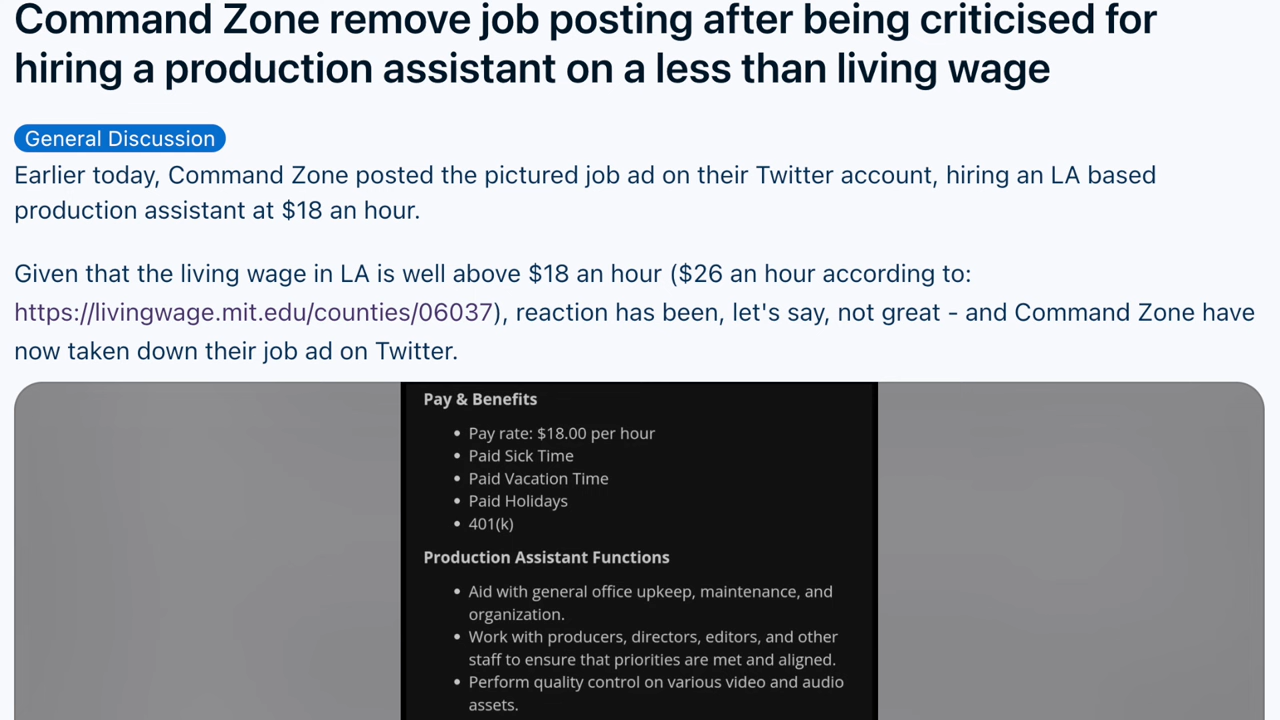 Command Zone remove job posting after being criticised for
hiring a production assistant on a less than living wage
General Discussion
Earlier today, Command Zone posted the pictured job ad on their Twitter account, hiring an LA based
production assistant at $18 an hour.
Given that the living wage in LA is well above $18 an hour ($26 an hour according to:
https://livingwage.mit.edu/counties/06037), reaction has been, let's say, not great - and Command Zone have
now taken down their job ad on Twitter.
Pay & Benefits
• Pay rate: $18.00 per hour
• Paid Sick Time
• Paid Vacation Time
• Paid Holidays
• 401(k)
Production Assistant Functions
• Aid with general office upkeep, maintenance, and
organization.
• Work with producers, directors, editors, and other
staff to ensure that priorities are met and aligned.
• Perform quality control on various video and audio
assets.